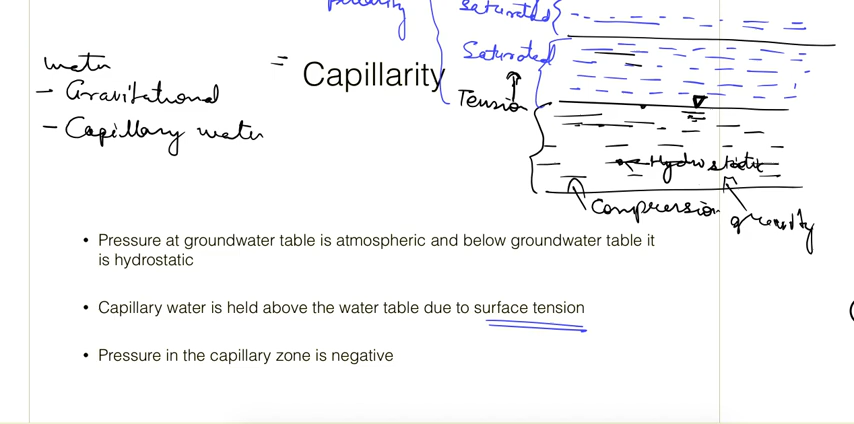 saturated
Saturated
water
=
Capillarity
- Gravitational
Tension
- Capillary water
Hydrostatic
Compression
gravity
• Pressure at groundwater table is atmospheric and below groundwater table it
is hydrostatic
• Capillary water is held above the water table due to surface tension
• Pressure in the capillary zone is negative